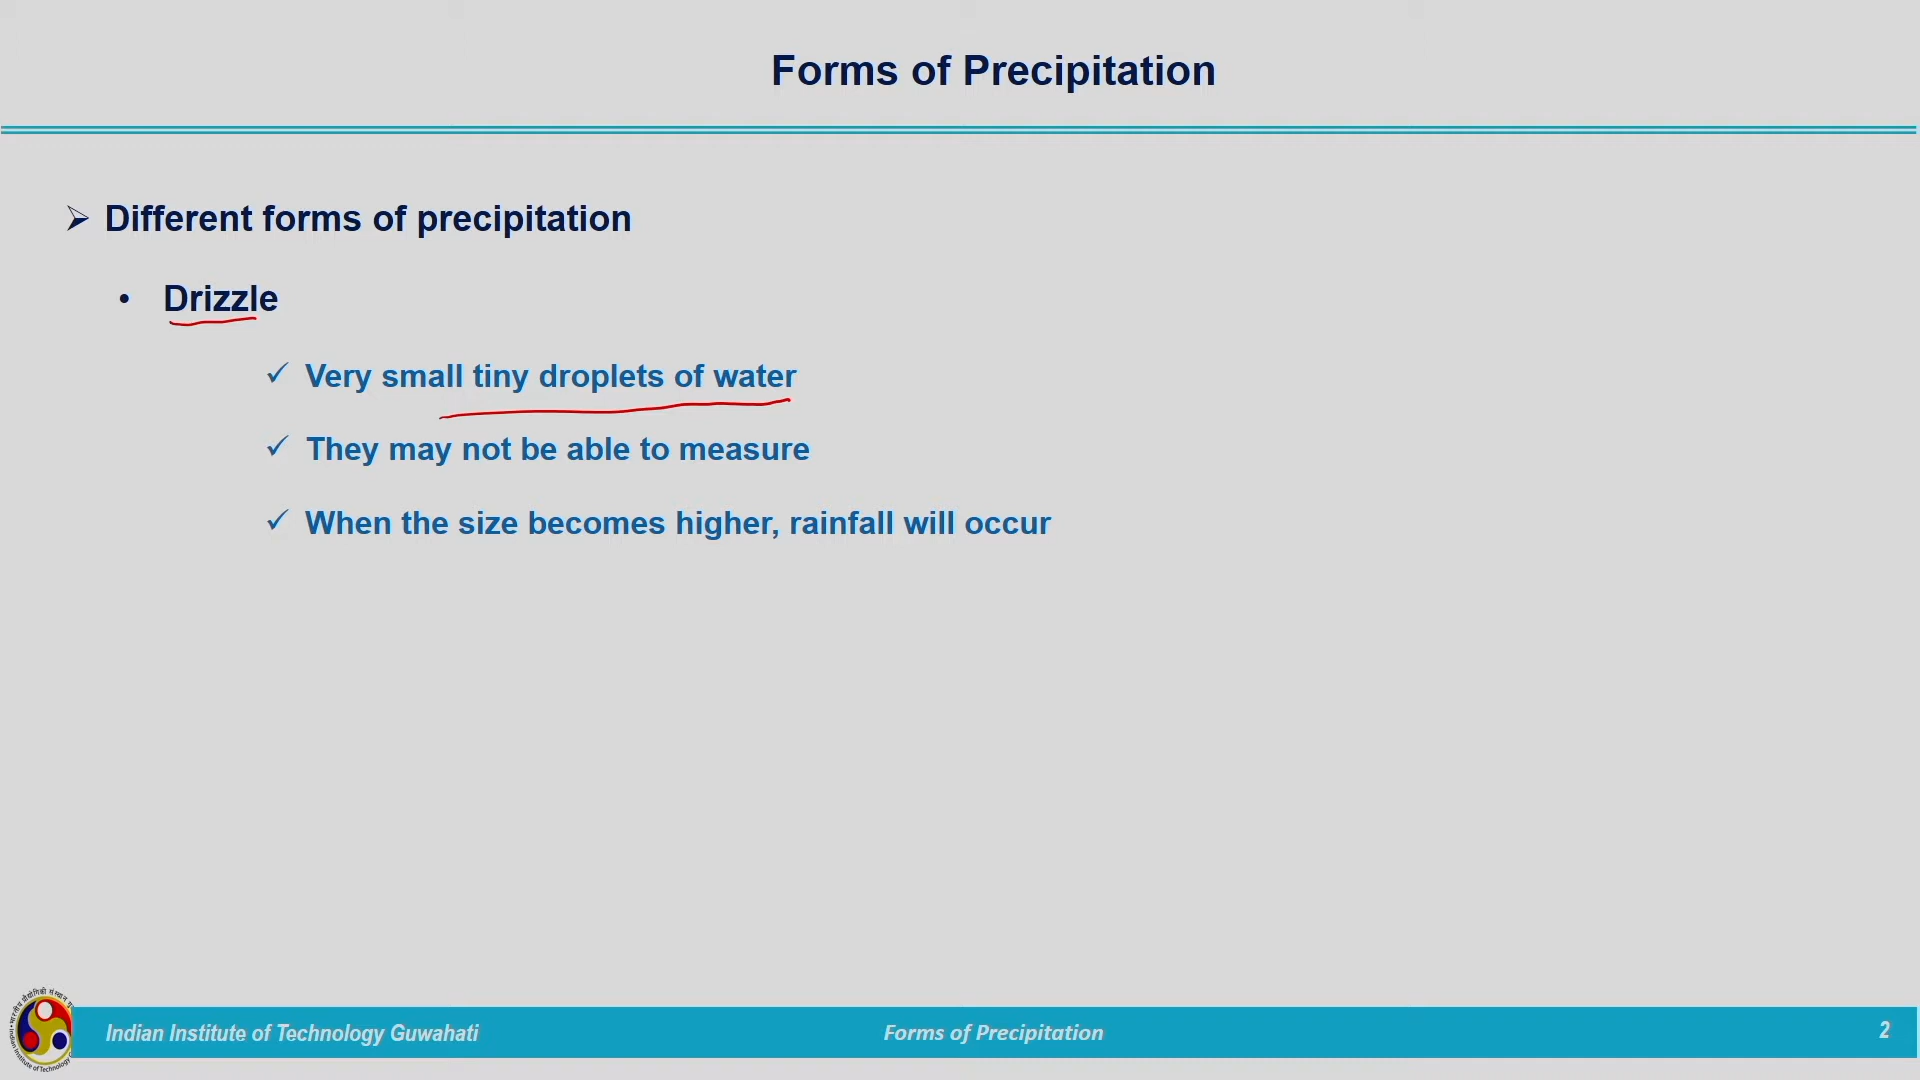 Forms of Precipitation
➢ Different forms of precipitation
• Drizzle
✓ Very small tiny droplets of water
✓ They may not be able to measure
✓ When the size becomes higher, rainfall will occur
Indian Institute of Technology Guwahati
Forms of Precipitation
2